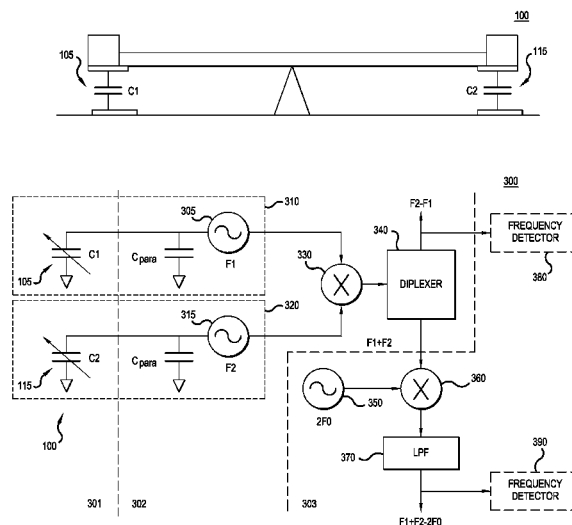 100
105
C1
C2
116
300
310
305
C1
Cpara
F1
105
320
315
C2
Cpara
F2
115
100
330
340
DIPLEXER
F2-F1
FREQUENCY
DETECTOR
380
F1+F2
350
2F0
360
370
LPF
390
FREQUENCY
DETECTOR
F1+F2-2F0
301
302
303